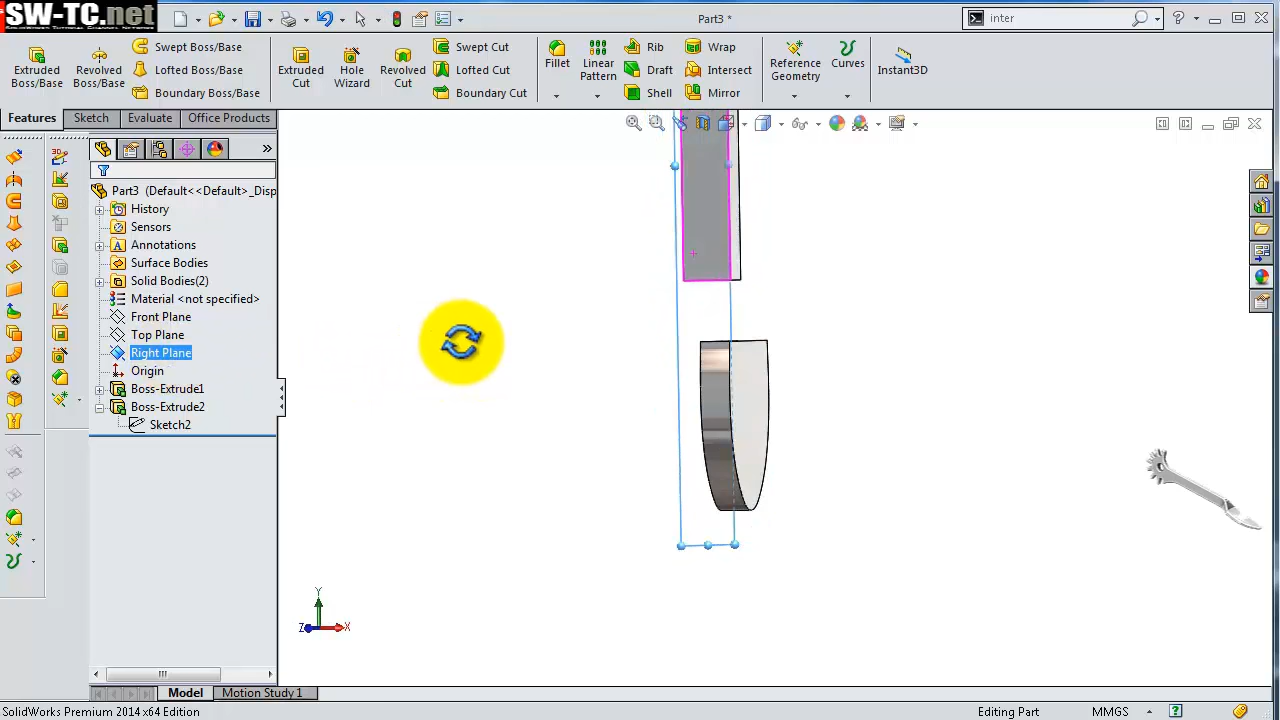 SW-TC.net
SolidWorks Tutorial Channel Networks
Part3 *
inter
Extruded Boss/Base
Revolved Boss/Base
Swept Boss/Base
Lofted Boss/Base
Boundary Boss/Base
Extruded Cut
Hole Wizard
Revolved Cut
Swept Cut
Lofted Cut
Boundary Cut
Fillet
Linear Pattern
Rib
Draft
Shell
Wrap
Intersect
Mirror
Reference Geometry
Curves
Instant3D
Features
Sketch
Evaluate
Office Products
Part3 (Default<<Default>_Disp
History
Sensors
Annotations
Surface Bodies
Solid Bodies(2)
Material <not specified>
Front Plane
Top Plane
Right Plane
Origin
Boss-Extrude1
Boss-Extrude2
Sketch2
Y
Z
X
Model
Motion Study 1
SolidWorks Premium 2014 x64 Edition
Editing Part
MMGS